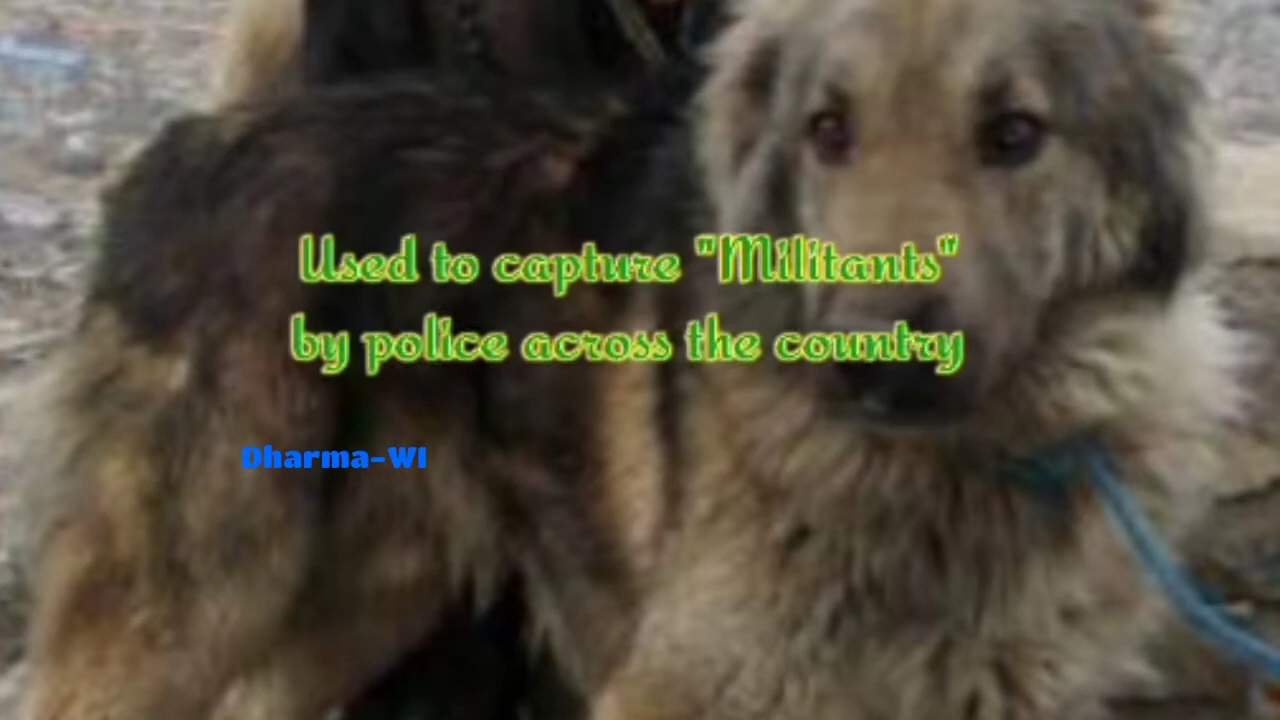 Used to capture "Militants"
by police across the country
Dharma-WI